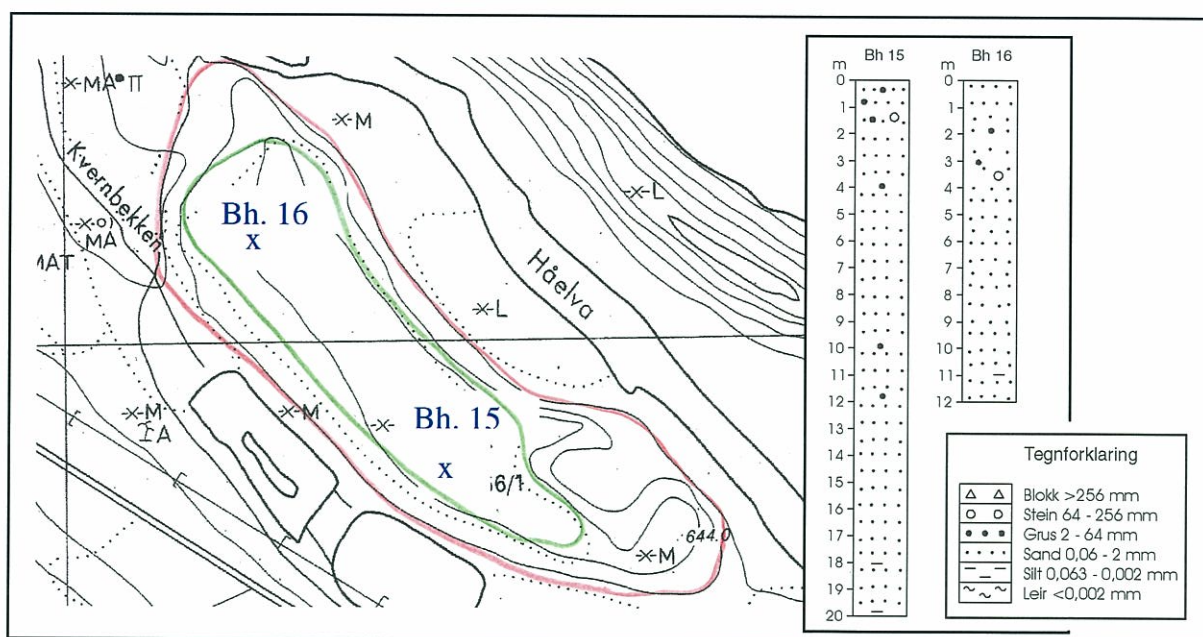 MA
Π
M
Kvernbekken
L
Bh. 16
MA
MAT
Håelva
L
M
M
IA
Bh. 15
6/1
644.0
M
Bh 15
Bh 16
m
m
0
1
2
3
4
5
6
7
8
9
10
11
12
13
14
15
16
17
18
19
20
0
1
2
3
4
5
6
7
8
9
10
11
12
Tegnforklaring
Blokk >256 mm
Stein 64 - 256 mm
Grus 2 - 64 mm
Sand 0,06 - 2 mm
Silt 0,063 - 0,002 mm
Leir <0,002 mm